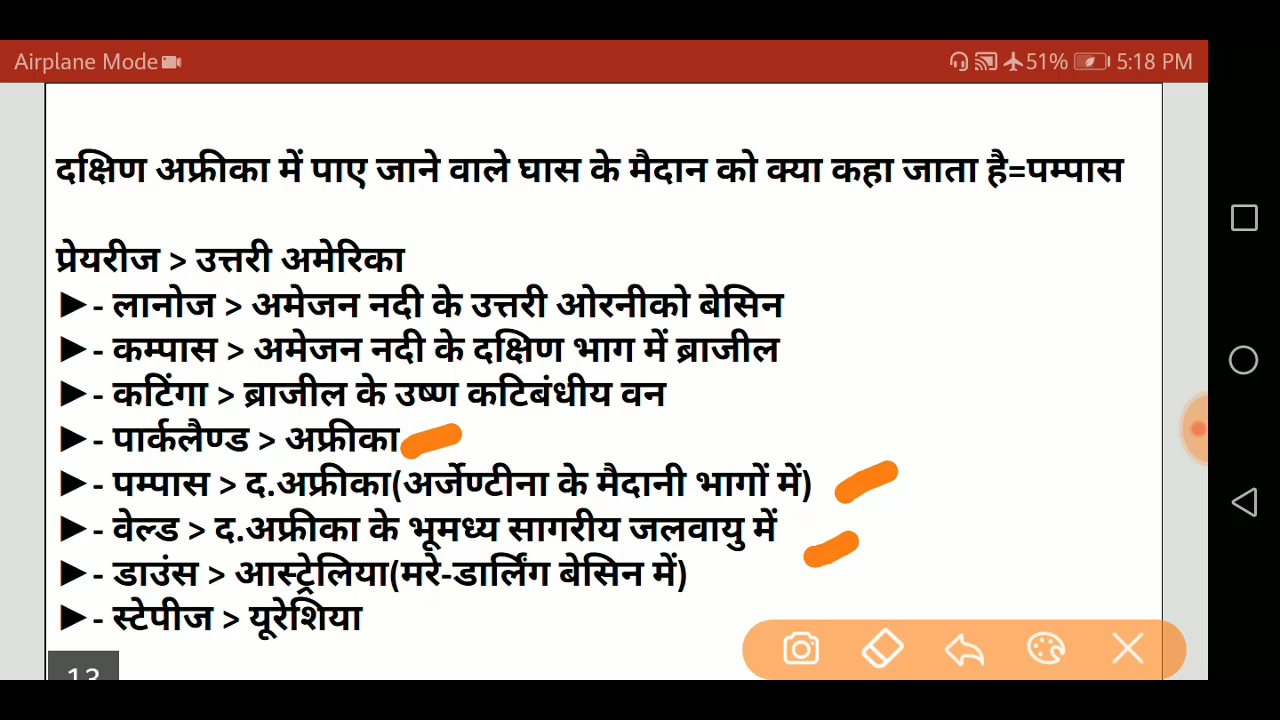 Airplane Mode 51% 5:18 PM
दक्षिण अफ्रीका में पाए जाने वाले घास के मैदान को क्या कहा जाता है=पम्पास
प्रेयरीज > उत्तरी अमेरिका
►- लानोज > अमेजन नदी के उत्तरी ओरनीको बेसिन
►- कम्पास > अमेजन नदी के दक्षिण भाग में ब्राजील
►- कटिंगा > ब्राजील के उष्ण कटिबंधीय वन
►- पार्कलैण्ड > अफ्रीका
►- पम्पास > द.अफ्रीका(अर्जेण्टीना के मैदानी भागों में)
►- वेल्ड > द.अफ्रीका के भूमध्य सागरीय जलवायु में
►- डाउंस > आस्ट्रेलिया(मरे-डार्लिंग बेसिन में)
►- स्टेपीज > यूरेशिया
13